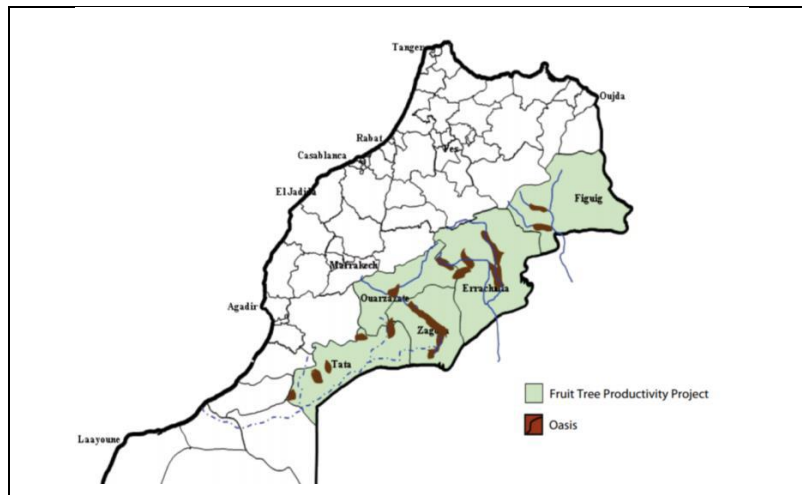 Tanger
Oujda
Rabat
Fes
Casablanca
El Jadida
Figuig
Marrakech
Errachidia
Ouarzazate
Agadir
Zagora
Tata
Fruit Tree Productivity Project
Oasis
Laayoune